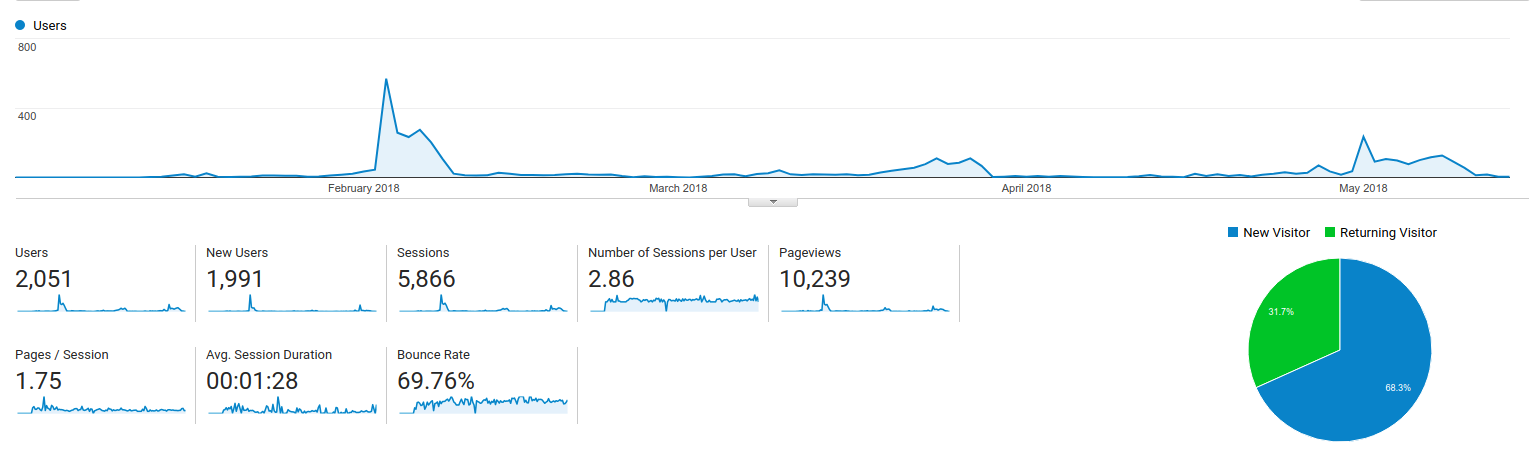 Users
800
400
February 2018
March 2018
April 2018
May 2018
New Visitor
Returning Visitor
Users
2,051
New Users
1,991
Sessions
5,866
Number of Sessions per User
2.86
Pageviews
10,239
31.7%
68.3%
Pages / Session
1.75
Avg. Session Duration
00:01:28
Bounce Rate
69.76%